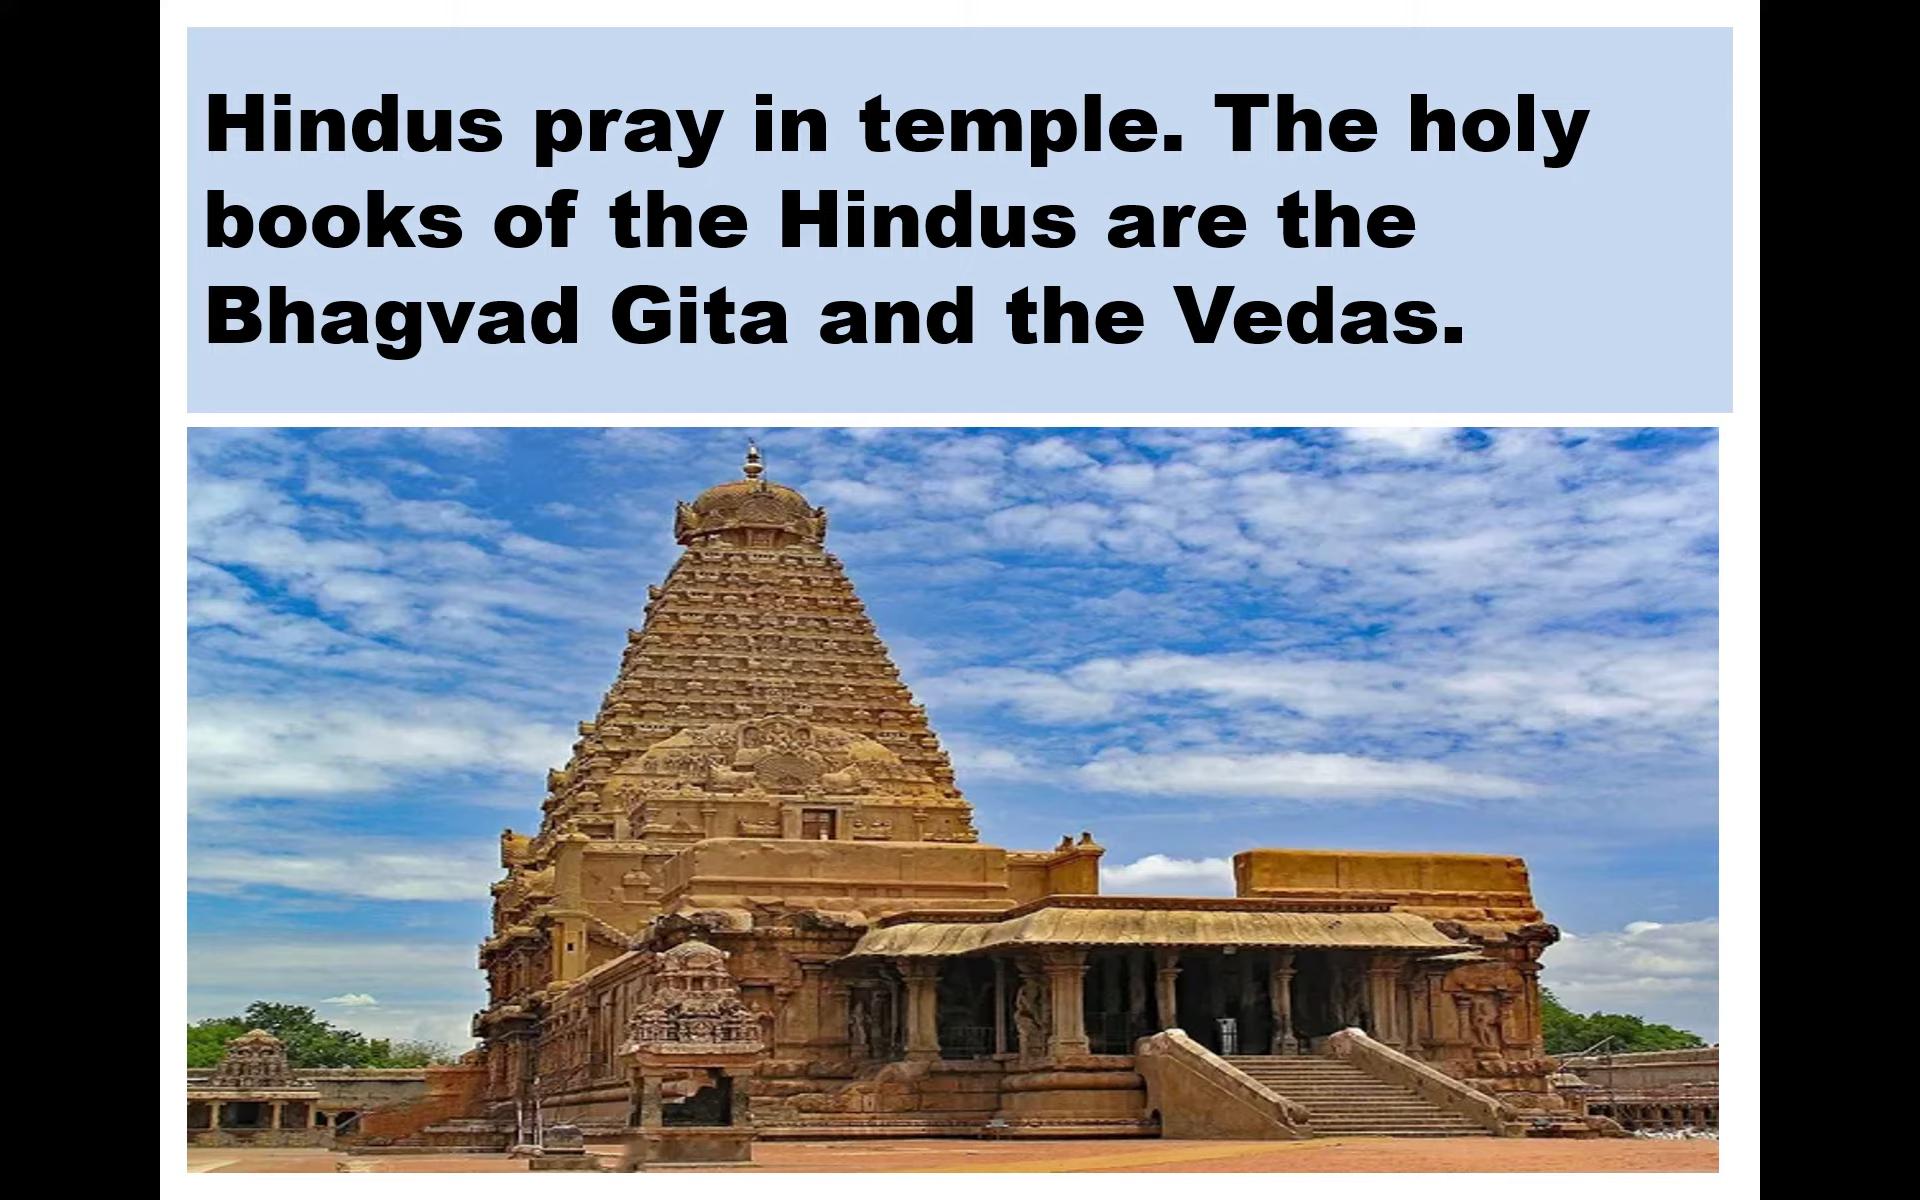 Hindus pray in temple. The holy
books of the Hindus are the
Bhagvad Gita and the Vedas.